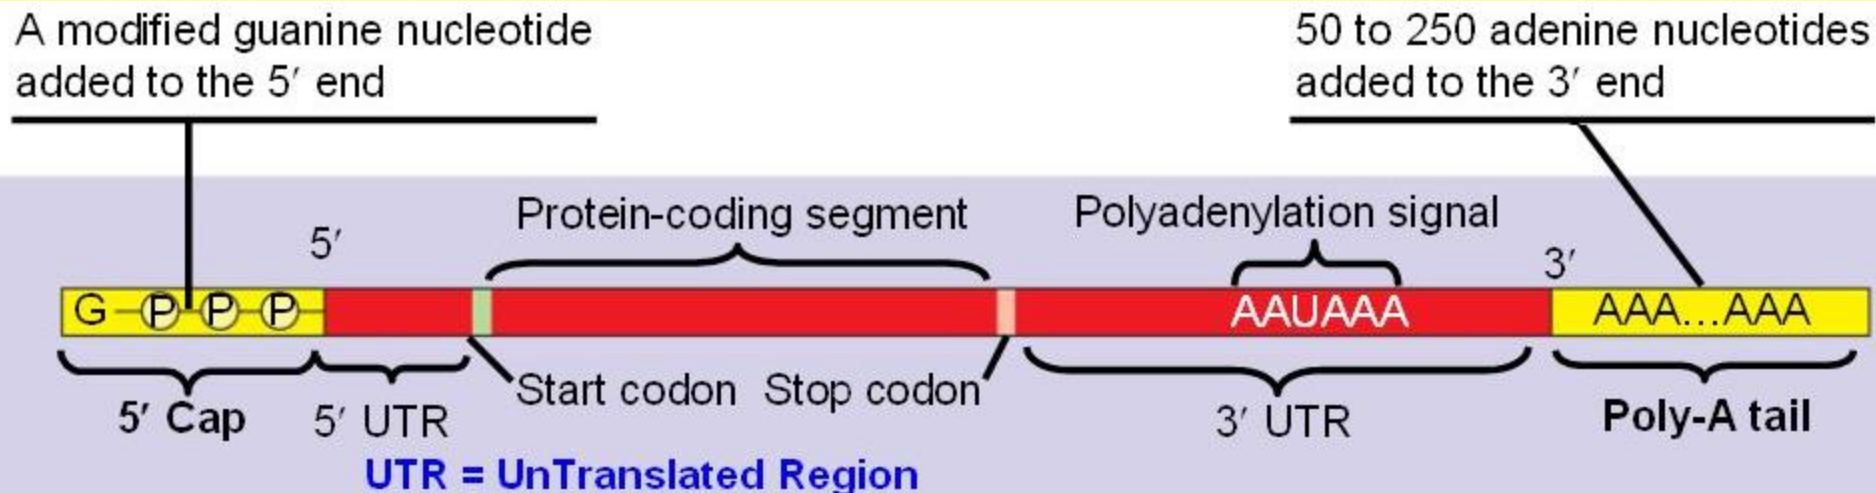 A modified guanine nucleotide
added to the 5′ end
50 to 250 adenine nucleotides
added to the 3′ end
Protein-coding segment
Polyadenylation signal
5′
3′
G P P P
AAUAAA
AAA…AAA
Start codon
Stop codon
5′ Cap
5′ UTR
3′ UTR
Poly-A tail
UTR = UnTranslated Region